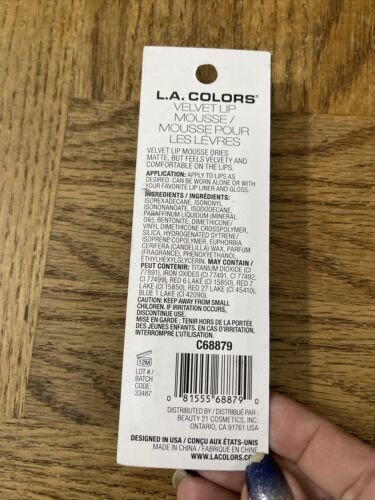 L.A. COLORS®
VELVET LIP
MOUSSE /
MOUSSE POUR
LES LÈVRES
VELVET LIP MOUSSE DRIES
MATTE, BUT FEELS VELVETY AND
COMFORTABLE ON THE LIPS.
APPLICATION: APPLY TO LIPS AS
DESIRED. CAN BE WORN ALONE OR WITH
YOUR FAVORITE LIP LINER AND GLOSS.
INGREDIENTS / INGRÉDIENTS:
ISOHEXADECANE, ISONONYL
ISONONANOATE, ISODODECANE,
PARAFFINUM LIQUIDUM (MINERAL
OIL), BENTONITE, DIMETHICONE/
VINYL DIMETHICONE CROSSPOLYMER,
SILICA, HYDROGENATED SYTRENE/
ISOPRENE COPOLYMER, EUPHORBIA
CERIFERA (CANDELILLA) WAX, PARFUM
(FRAGRANCE), PHENOXYETHANOL,
ETHYLHEXYLGLYCERIN. MAY CONTAIN /
PEUT CONTENIR: TITANIUM DIOXIDE (CI
77891), IRON OXIDES (CI 77491, CI 77492,
CI 77499), RED 6 LAKE (CI 15850), RED 7
LAKE (CI 15850), RED 27 LAKE (CI 45410),
BLUE 1 LAKE (CI 42090).
CAUTION: KEEP AWAY FROM SMALL
CHILDREN. IF IRRITATION OCCURS,
DISCONTINUE USE.
MISE EN GARDE : TENIR HORS DE LA PORTÉE
DES JEUNES ENFANTS. EN CAS D'IRRITATION,
INTERROMPRE L'UTILISATION.
C68879
12M
LOT # /
BATCH
CODE:
33487
0 81555 68879 0
DISTRIBUTED BY / DISTRIBUÉ PAR :
BEAUTY 21 COSMETICS, INC.
ONTARIO, CA 91761 USA
DESIGNED IN USA / CONÇU AUX ÉTATS-UNIS
MADE IN CHINA / FABRIQUÉ EN CHINE
WWW.LACOLORS.CO